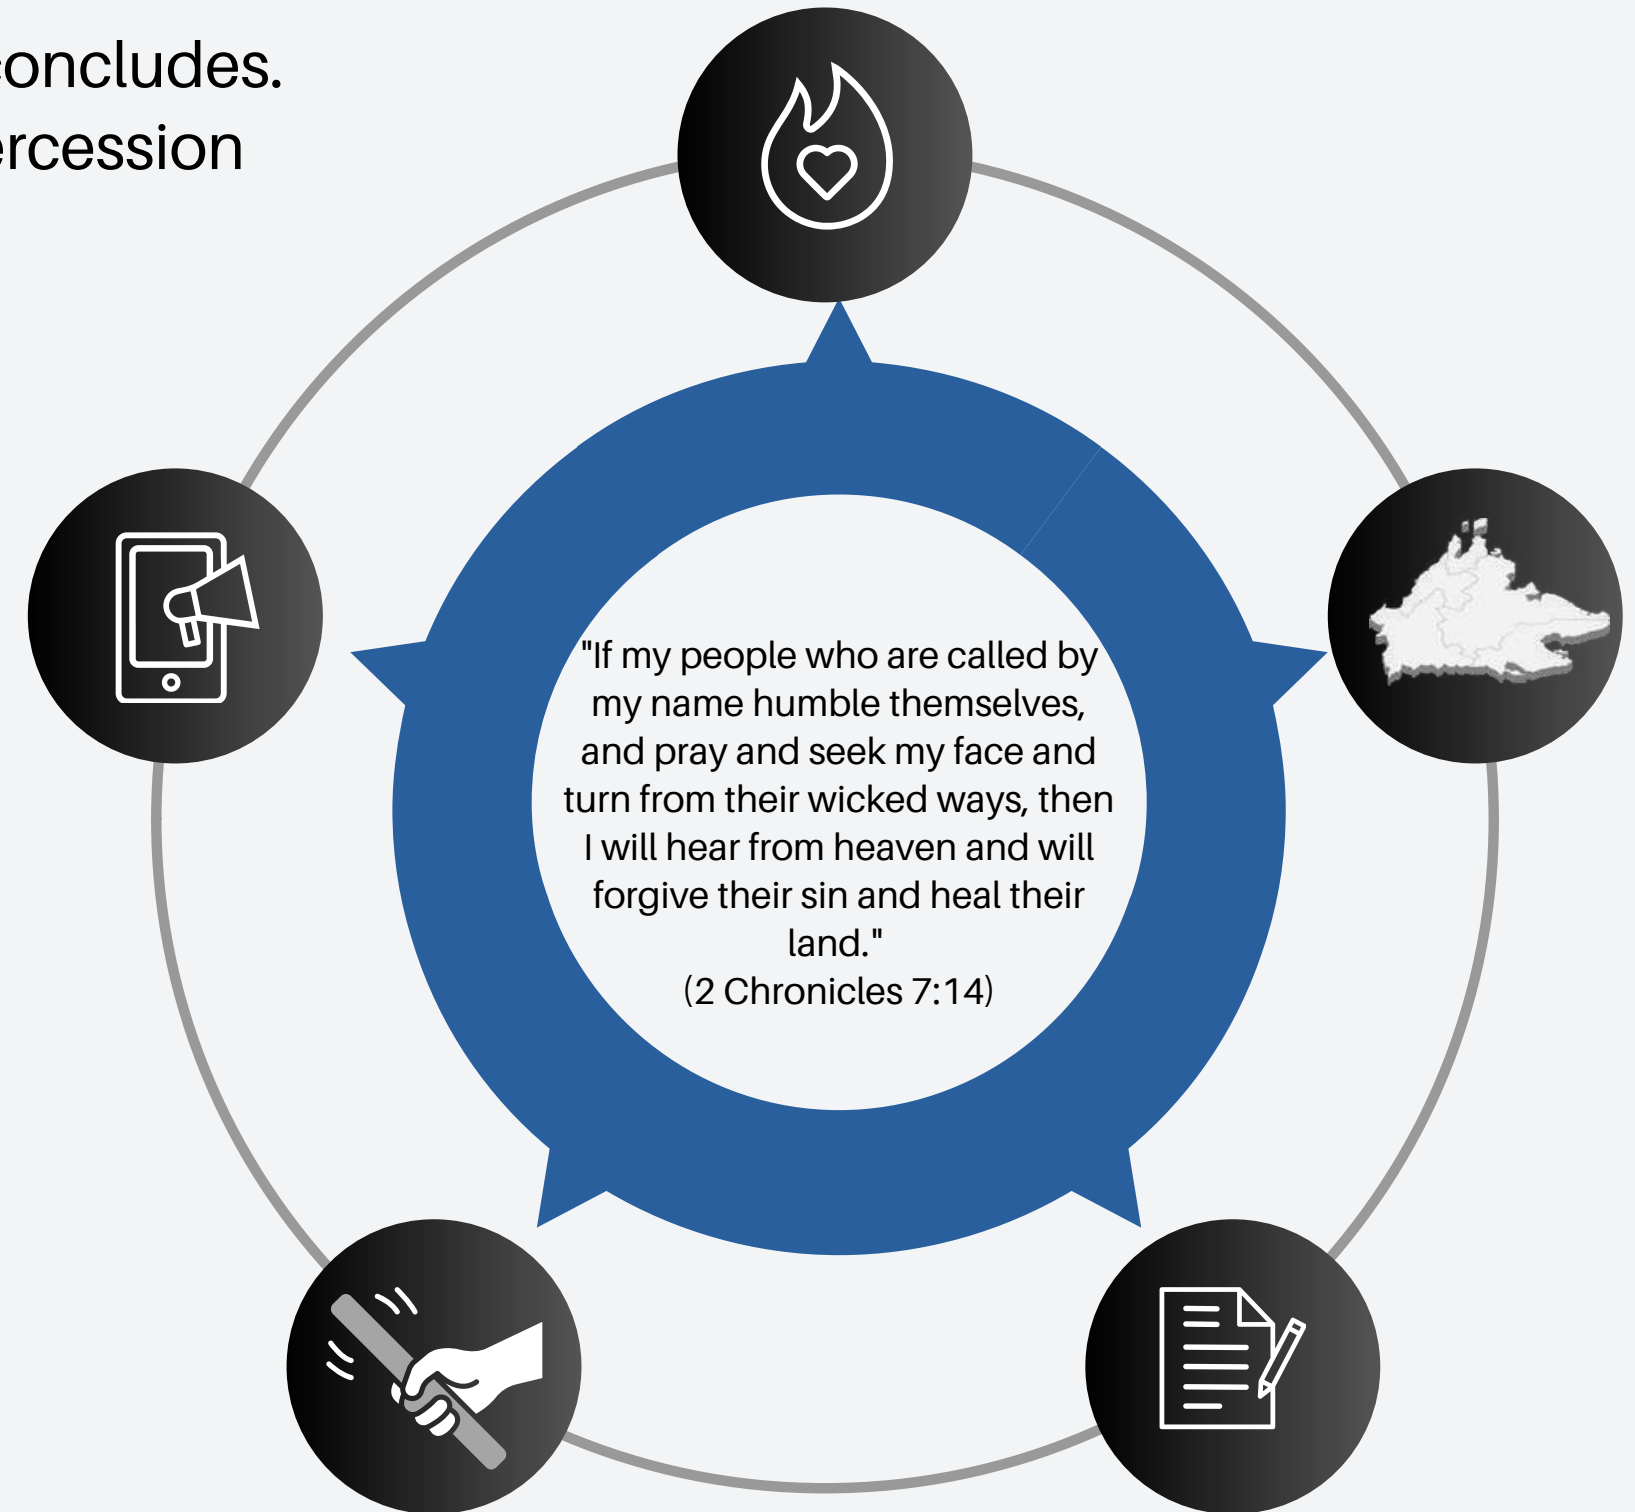 concludes.
ercession
"If my people who are called by
my name humble themselves,
and pray and seek my face and
turn from their wicked ways, then
I will hear from heaven and will
forgive their sin and heal their
land."
(2 Chronicles 7:14)